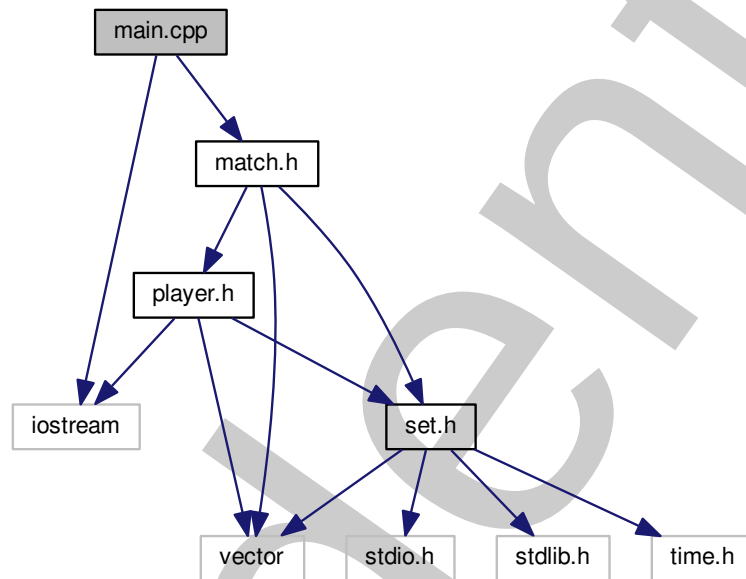 main.cpp
match.h
player.h
iostream
set.h
vector
stdio.h
stdlib.h
time.h